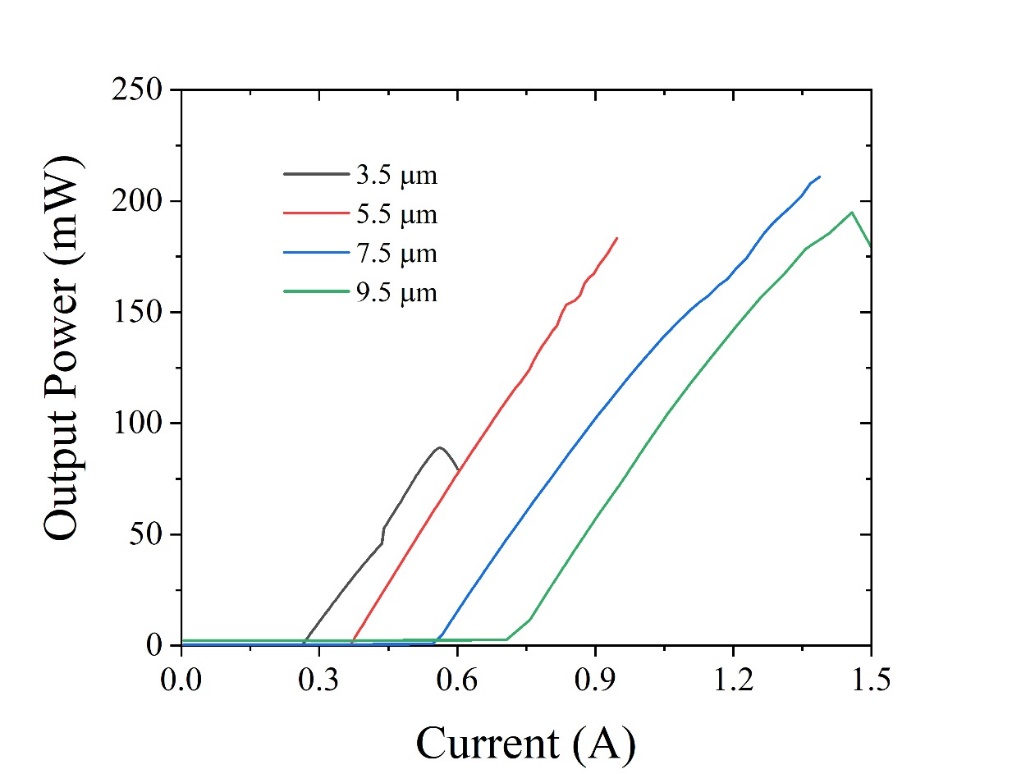 Output Power (mW)
250
200
150
100
50
0
3.5 μm
5.5 μm
7.5 μm
9.5 μm
0.0 0.3 0.6 0.9 1.2 1.5
Current (A)